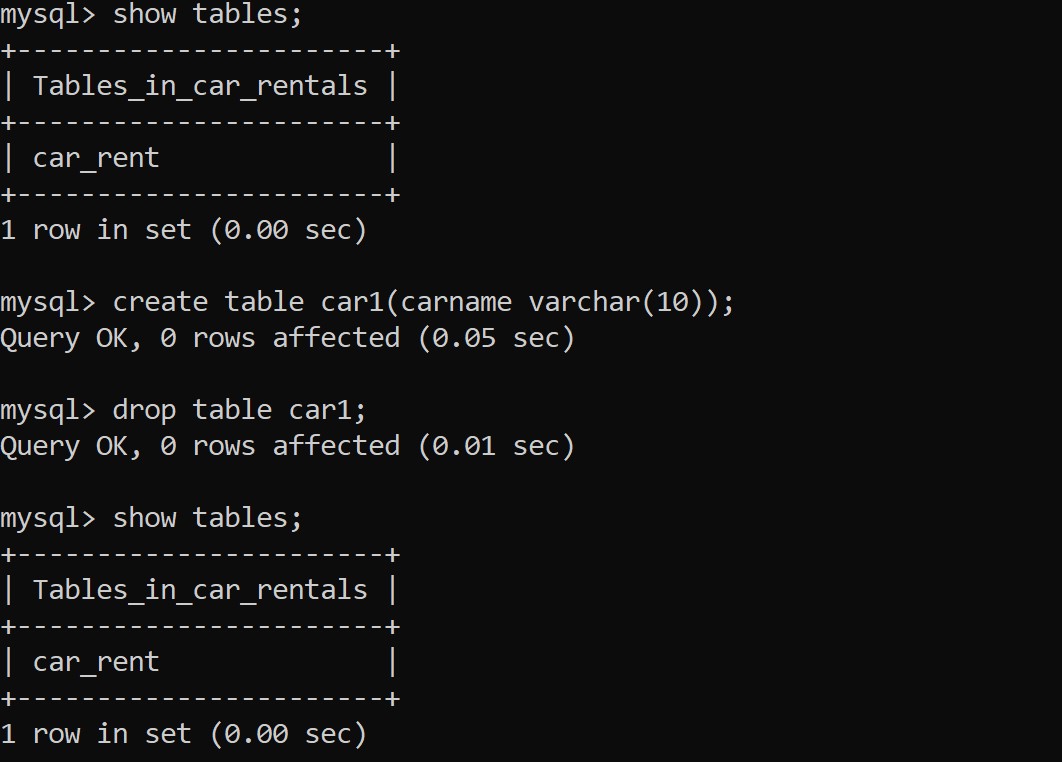 mysql> show tables;
+-----------------------+
| Tables_in_car_rentals |
+-----------------------+
| car_rent              |
+-----------------------+
1 row in set (0.00 sec)
mysql> create table car1(carname varchar(10));
Query OK, 0 rows affected (0.05 sec)
mysql> drop table car1;
Query OK, 0 rows affected (0.01 sec)
mysql> show tables;
+-----------------------+
| Tables_in_car_rentals |
+-----------------------+
| car_rent              |
+-----------------------+
1 row in set (0.00 sec)